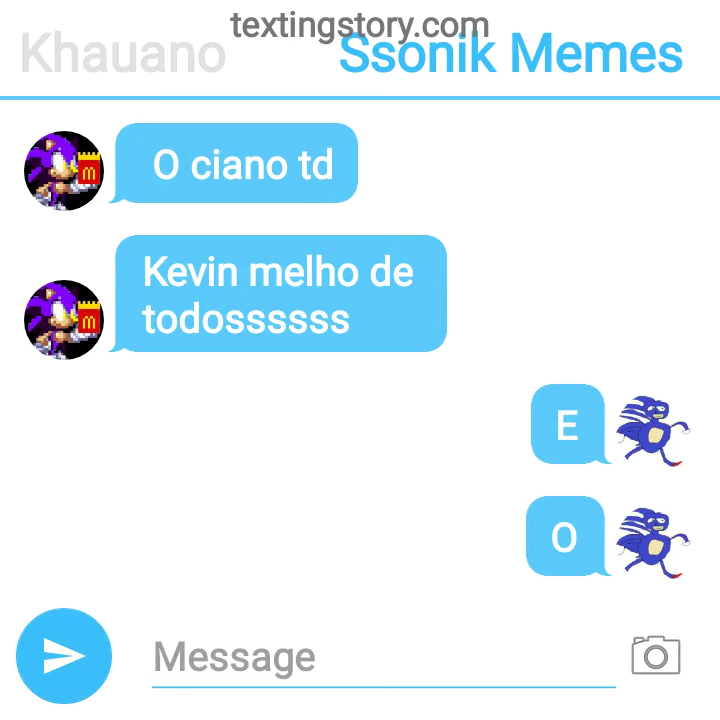 textingstory.com
Khauano
Ssonik Memes
O ciano td
Kevin melho de
todossssss
E
O
Message